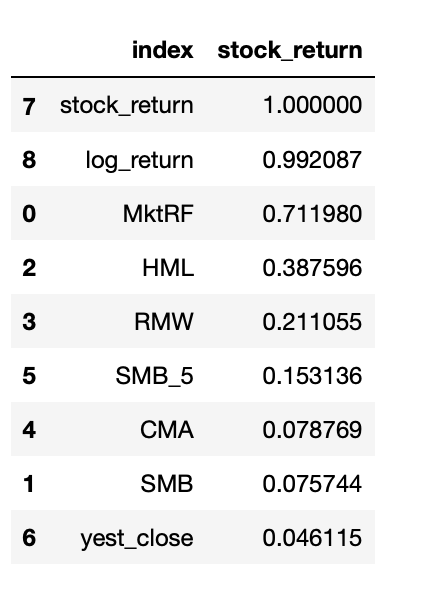 index stock_return
7 stock_return 1.000000
8 log_return 0.992087
0 MktRF 0.711980
2 HML 0.387596
3 RMW 0.211055
5 SMB_5 0.153136
4 CMA 0.078769
1 SMB 0.075744
6 yest_close 0.046115